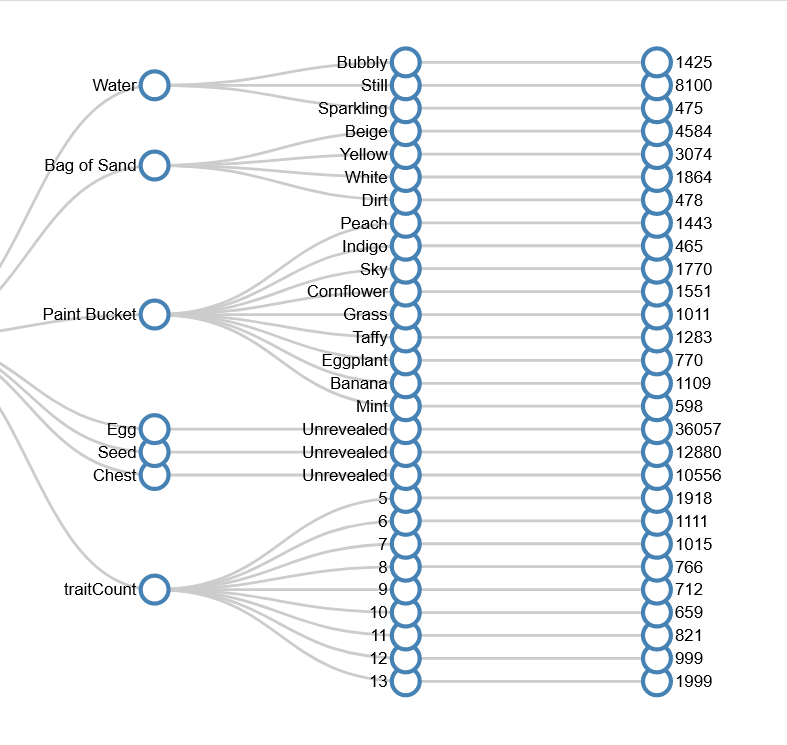 Water
Bubbly 1425
Still 8100
Sparkling 475
Bag of Sand
Beige 4584
Yellow 3074
White 1864
Dirt 478
Paint Bucket
Peach 1443
Indigo 465
Sky 1770
Cornflower 1551
Grass 1011
Taffy 1283
Eggplant 770
Banana 1109
Mint 598
Egg Unrevealed 36057
Seed Unrevealed 12880
Chest Unrevealed 10556
traitCount
5 1918
6 1111
7 1015
8 766
9 712
10 659
11 821
12 999
13 1999